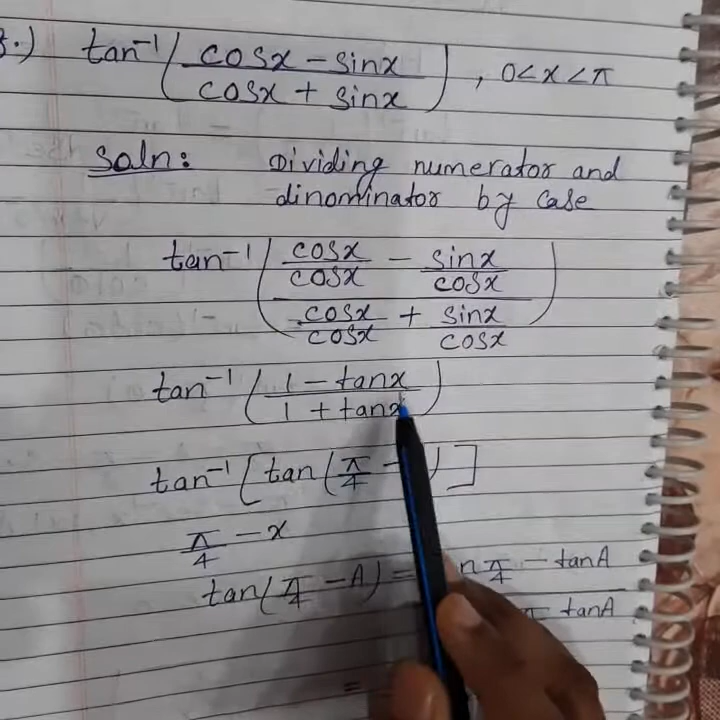 3.) tan⁻¹ ( (cosx − sinx) / (cosx + sinx) ) , 0 < x < π
Soln: Dividing numerator and
dinominator by case
tan⁻¹ ( (cosx/cosx − sinx/cosx) / (cosx/cosx + sinx/cosx) )
tan⁻¹ ( (1 − tanx) / (1 + tanx) )
tan⁻¹ [ tan ( π/4 − ) ]
π/4 − x
tan( π/4 − A) = π/4 − tanA
tanA
=